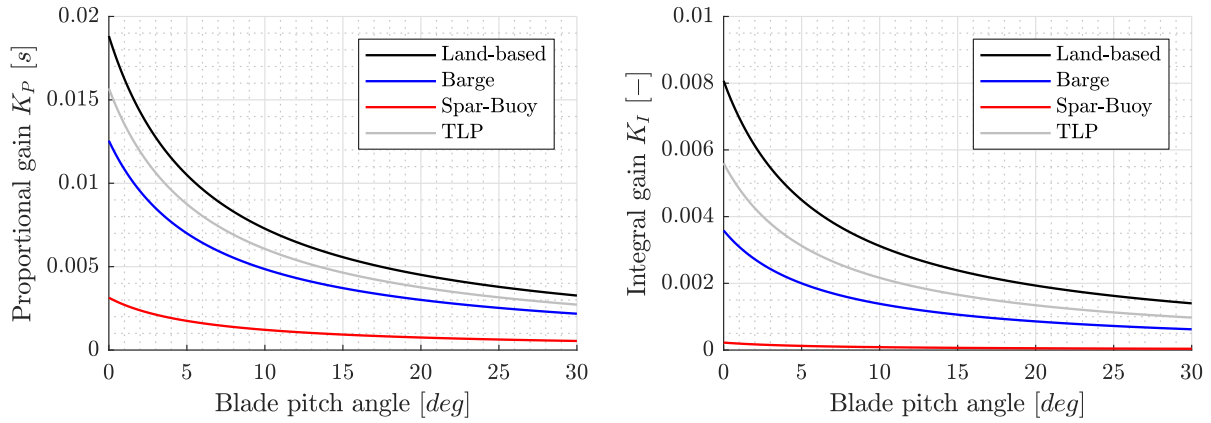 0.02
0.015
0.01
0.005
0
Proportional gain K_P [s]
Land-based
Barge
Spar-Buoy
TLP
0 5 10 15 20 25 30
Blade pitch angle [deg]
0.01
0.008
0.006
0.004
0.002
0
Integral gain K_I [−]
Land-based
Barge
Spar-Buoy
TLP
0 5 10 15 20 25 30
Blade pitch angle [deg]